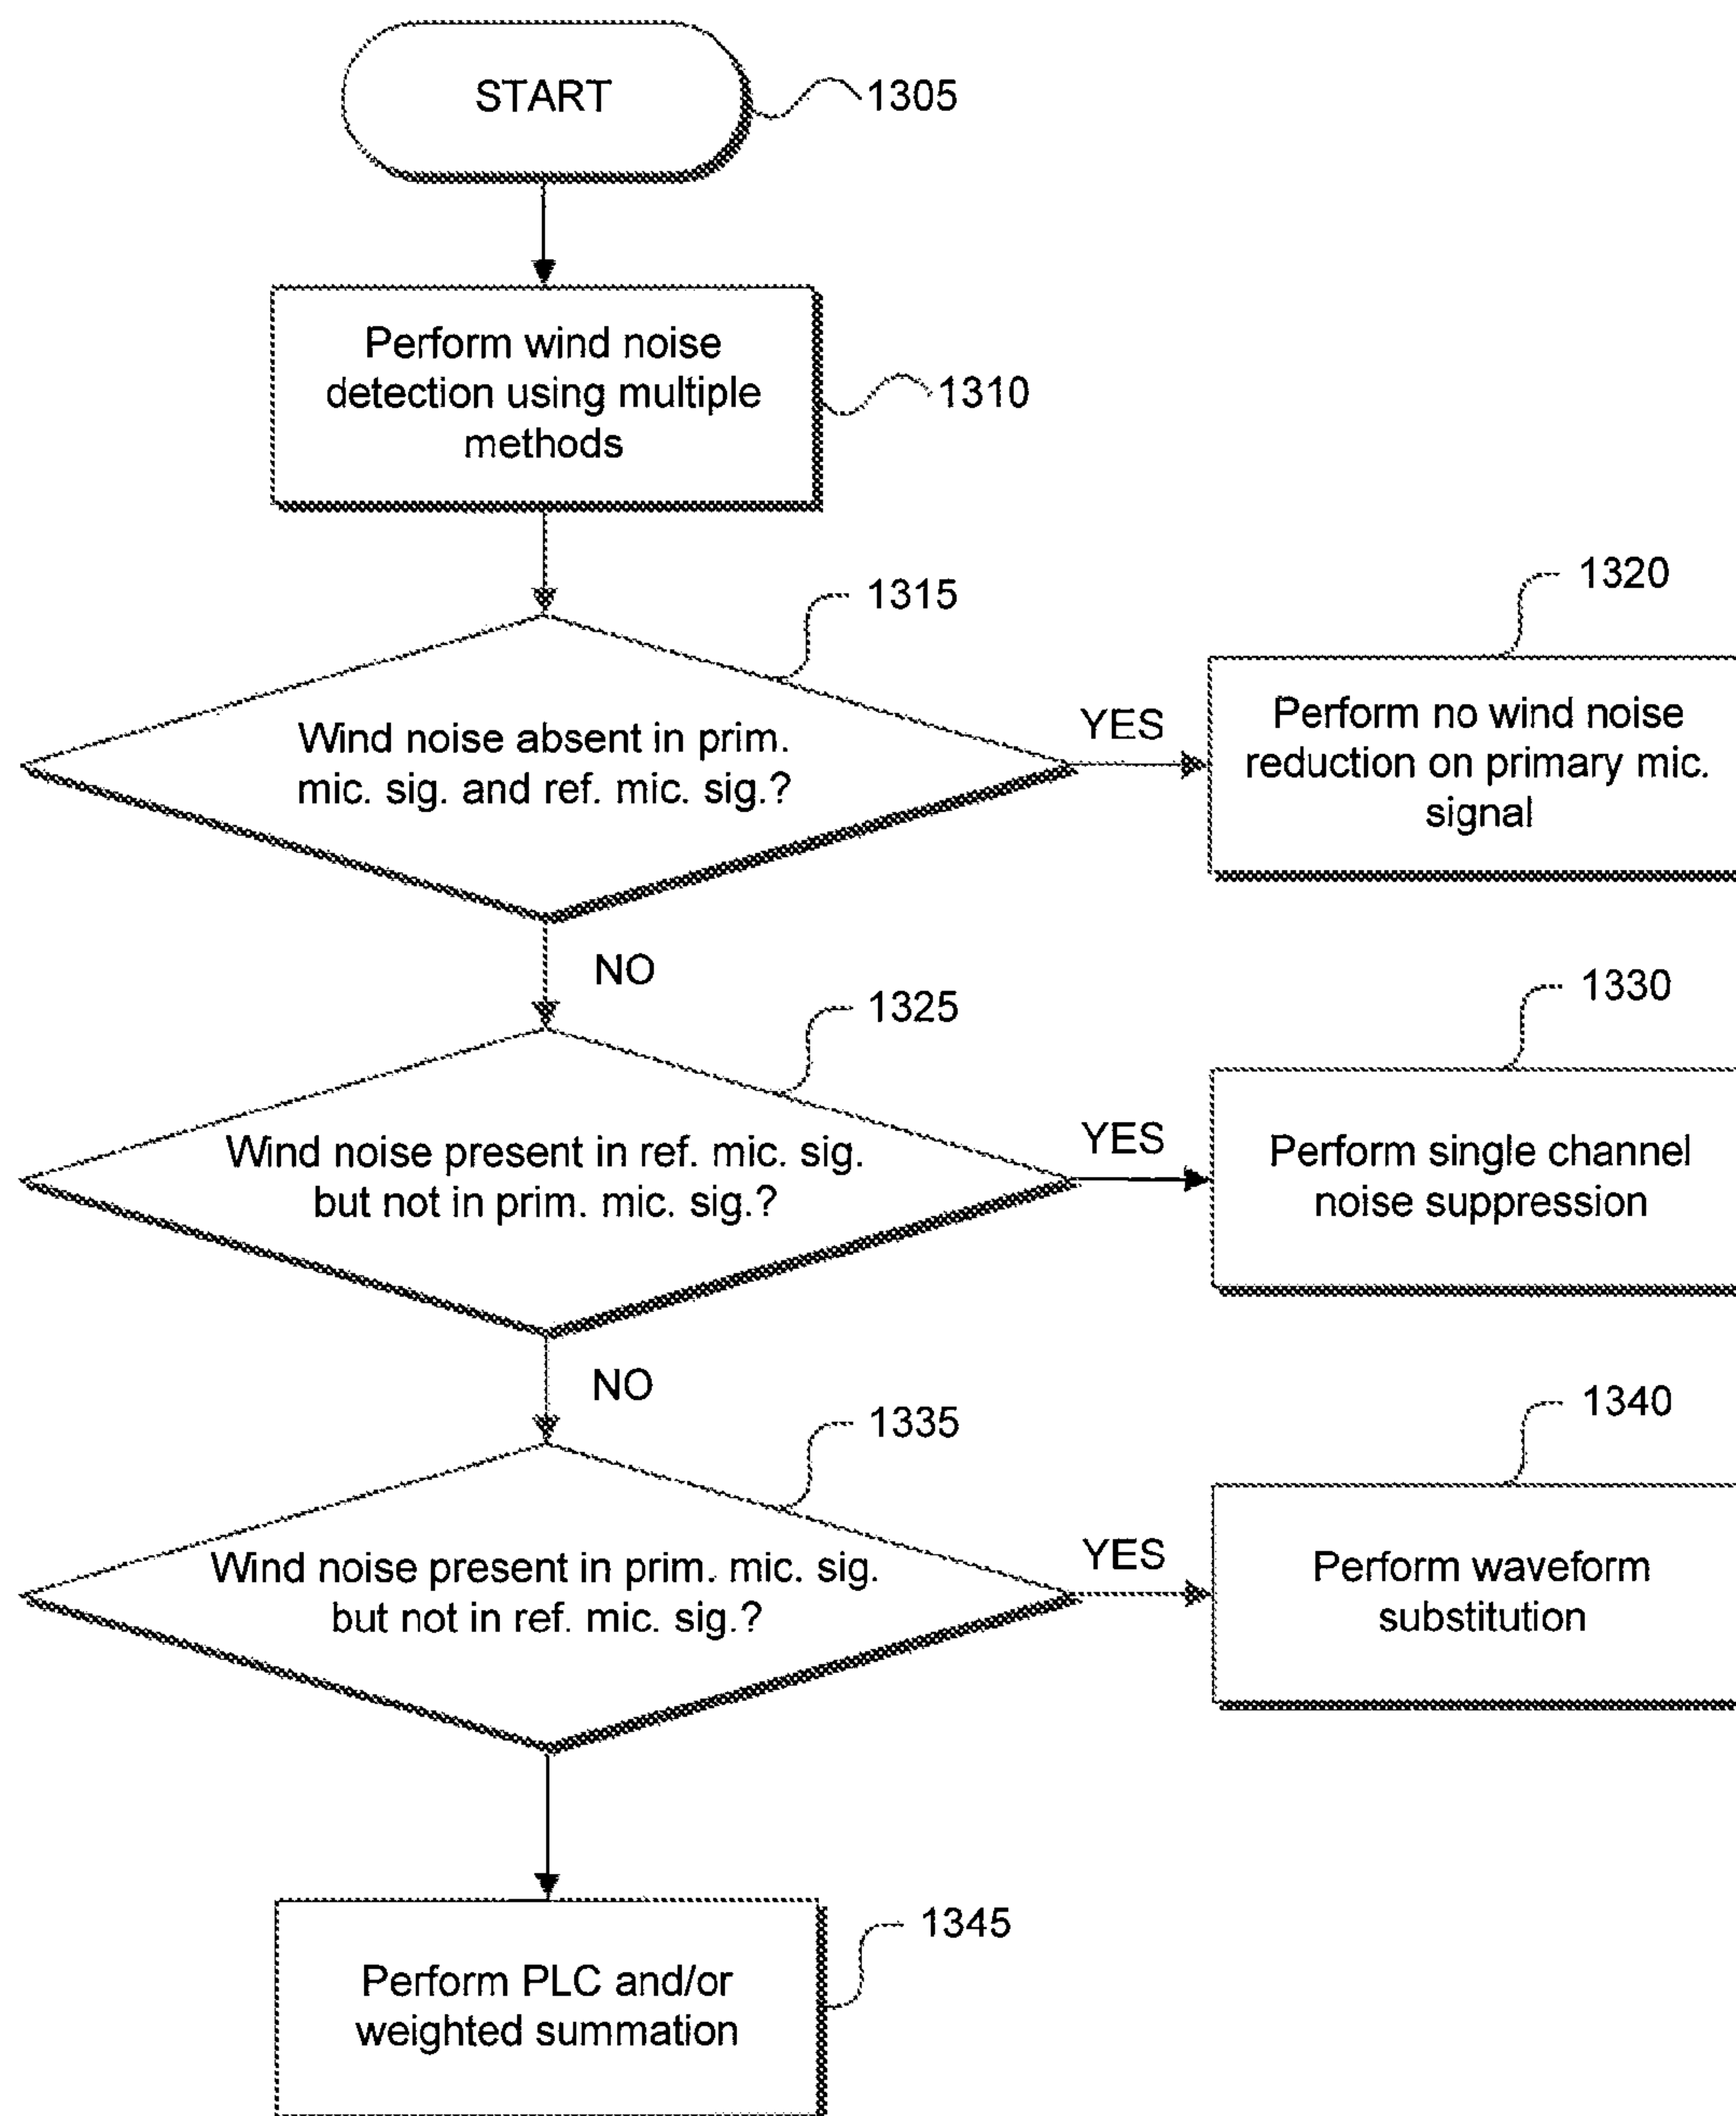 START
1305
Perform wind noise
detection using multiple
methods
1310
1315
Wind noise absent in prim.
mic. sig. and ref. mic. sig.?
YES
1320
Perform no wind noise
reduction on primary mic.
signal
NO
1325
Wind noise present in ref. mic. sig.
but not in prim. mic. sig.?
YES
1330
Perform single channel
noise suppression
NO
1335
Wind noise present in prim. mic. sig.
but not in ref. mic. sig.?
YES
1340
Perform waveform
substitution
1345
Perform PLC and/or
weighted summation